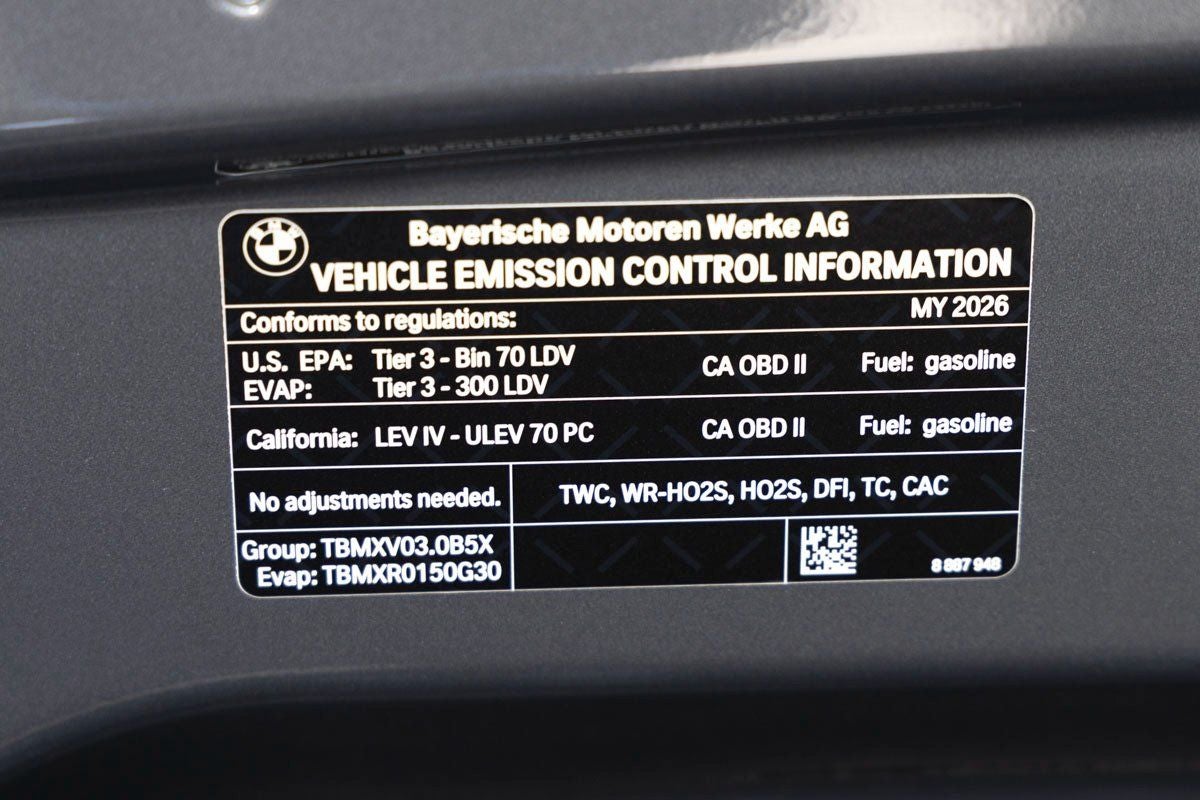 BMW
Bayerische Motoren Werke AG
VEHICLE EMISSION CONTROL INFORMATION
Conforms to regulations: MY 2026
U.S. EPA: Tier 3 - Bin 70 LDV CA OBD II Fuel: gasoline
EVAP: Tier 3 - 300 LDV
California: LEV IV - ULEV 70 PC CA OBD II Fuel: gasoline
No adjustments needed. TWC, WR-HO2S, HO2S, DFI, TC, CAC
Group: TBMXV03.0B5X
Evap: TBMXR0150G30
8 887 948